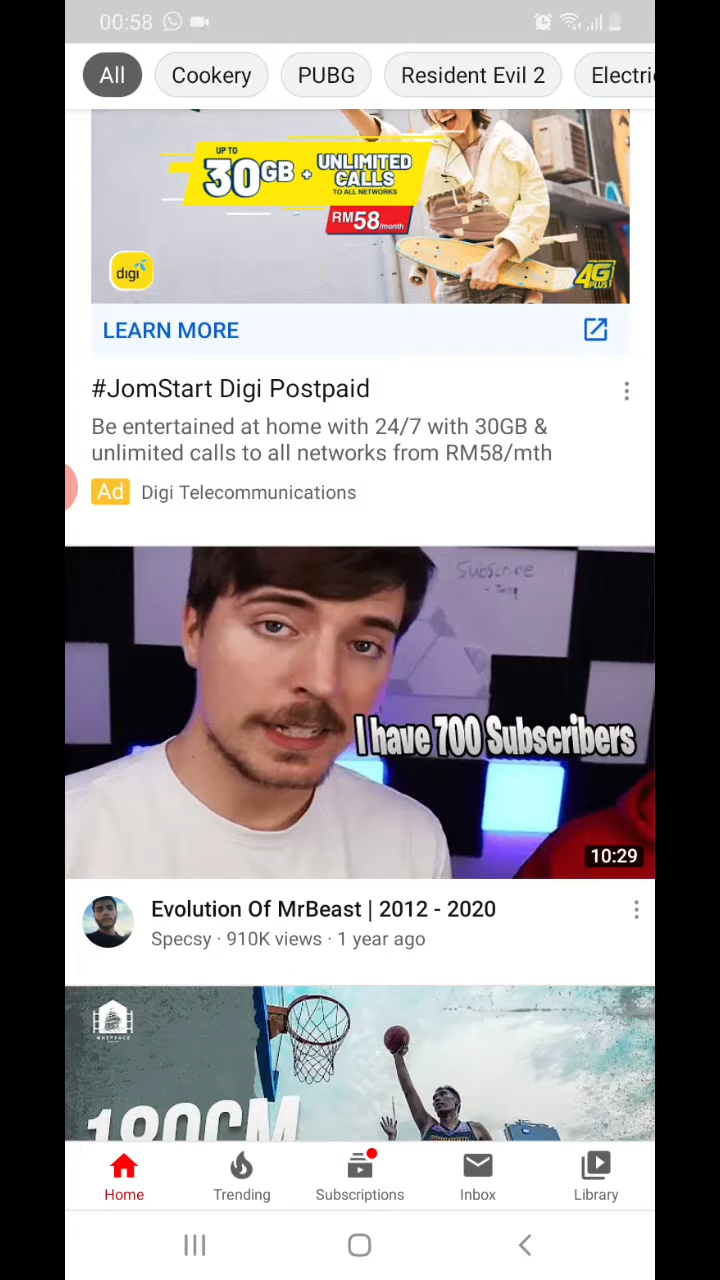 00:58
All
Cookery
PUBG
Resident Evil 2
Electri
UP TO
30GB + UNLIMITED CALLS
TO ALL NETWORKS
RM58/month
digi
4G
PLUS
LEARN MORE
#JomStart Digi Postpaid
Be entertained at home with 24/7 with 30GB &
unlimited calls to all networks from RM58/mth
Ad Digi Telecommunications
Subscribe
I have 700 Subscribers
10:29
Evolution Of MrBeast | 2012 - 2020
Specsy · 910K views · 1 year ago
180CM
Home
Trending
Subscriptions
Inbox
Library